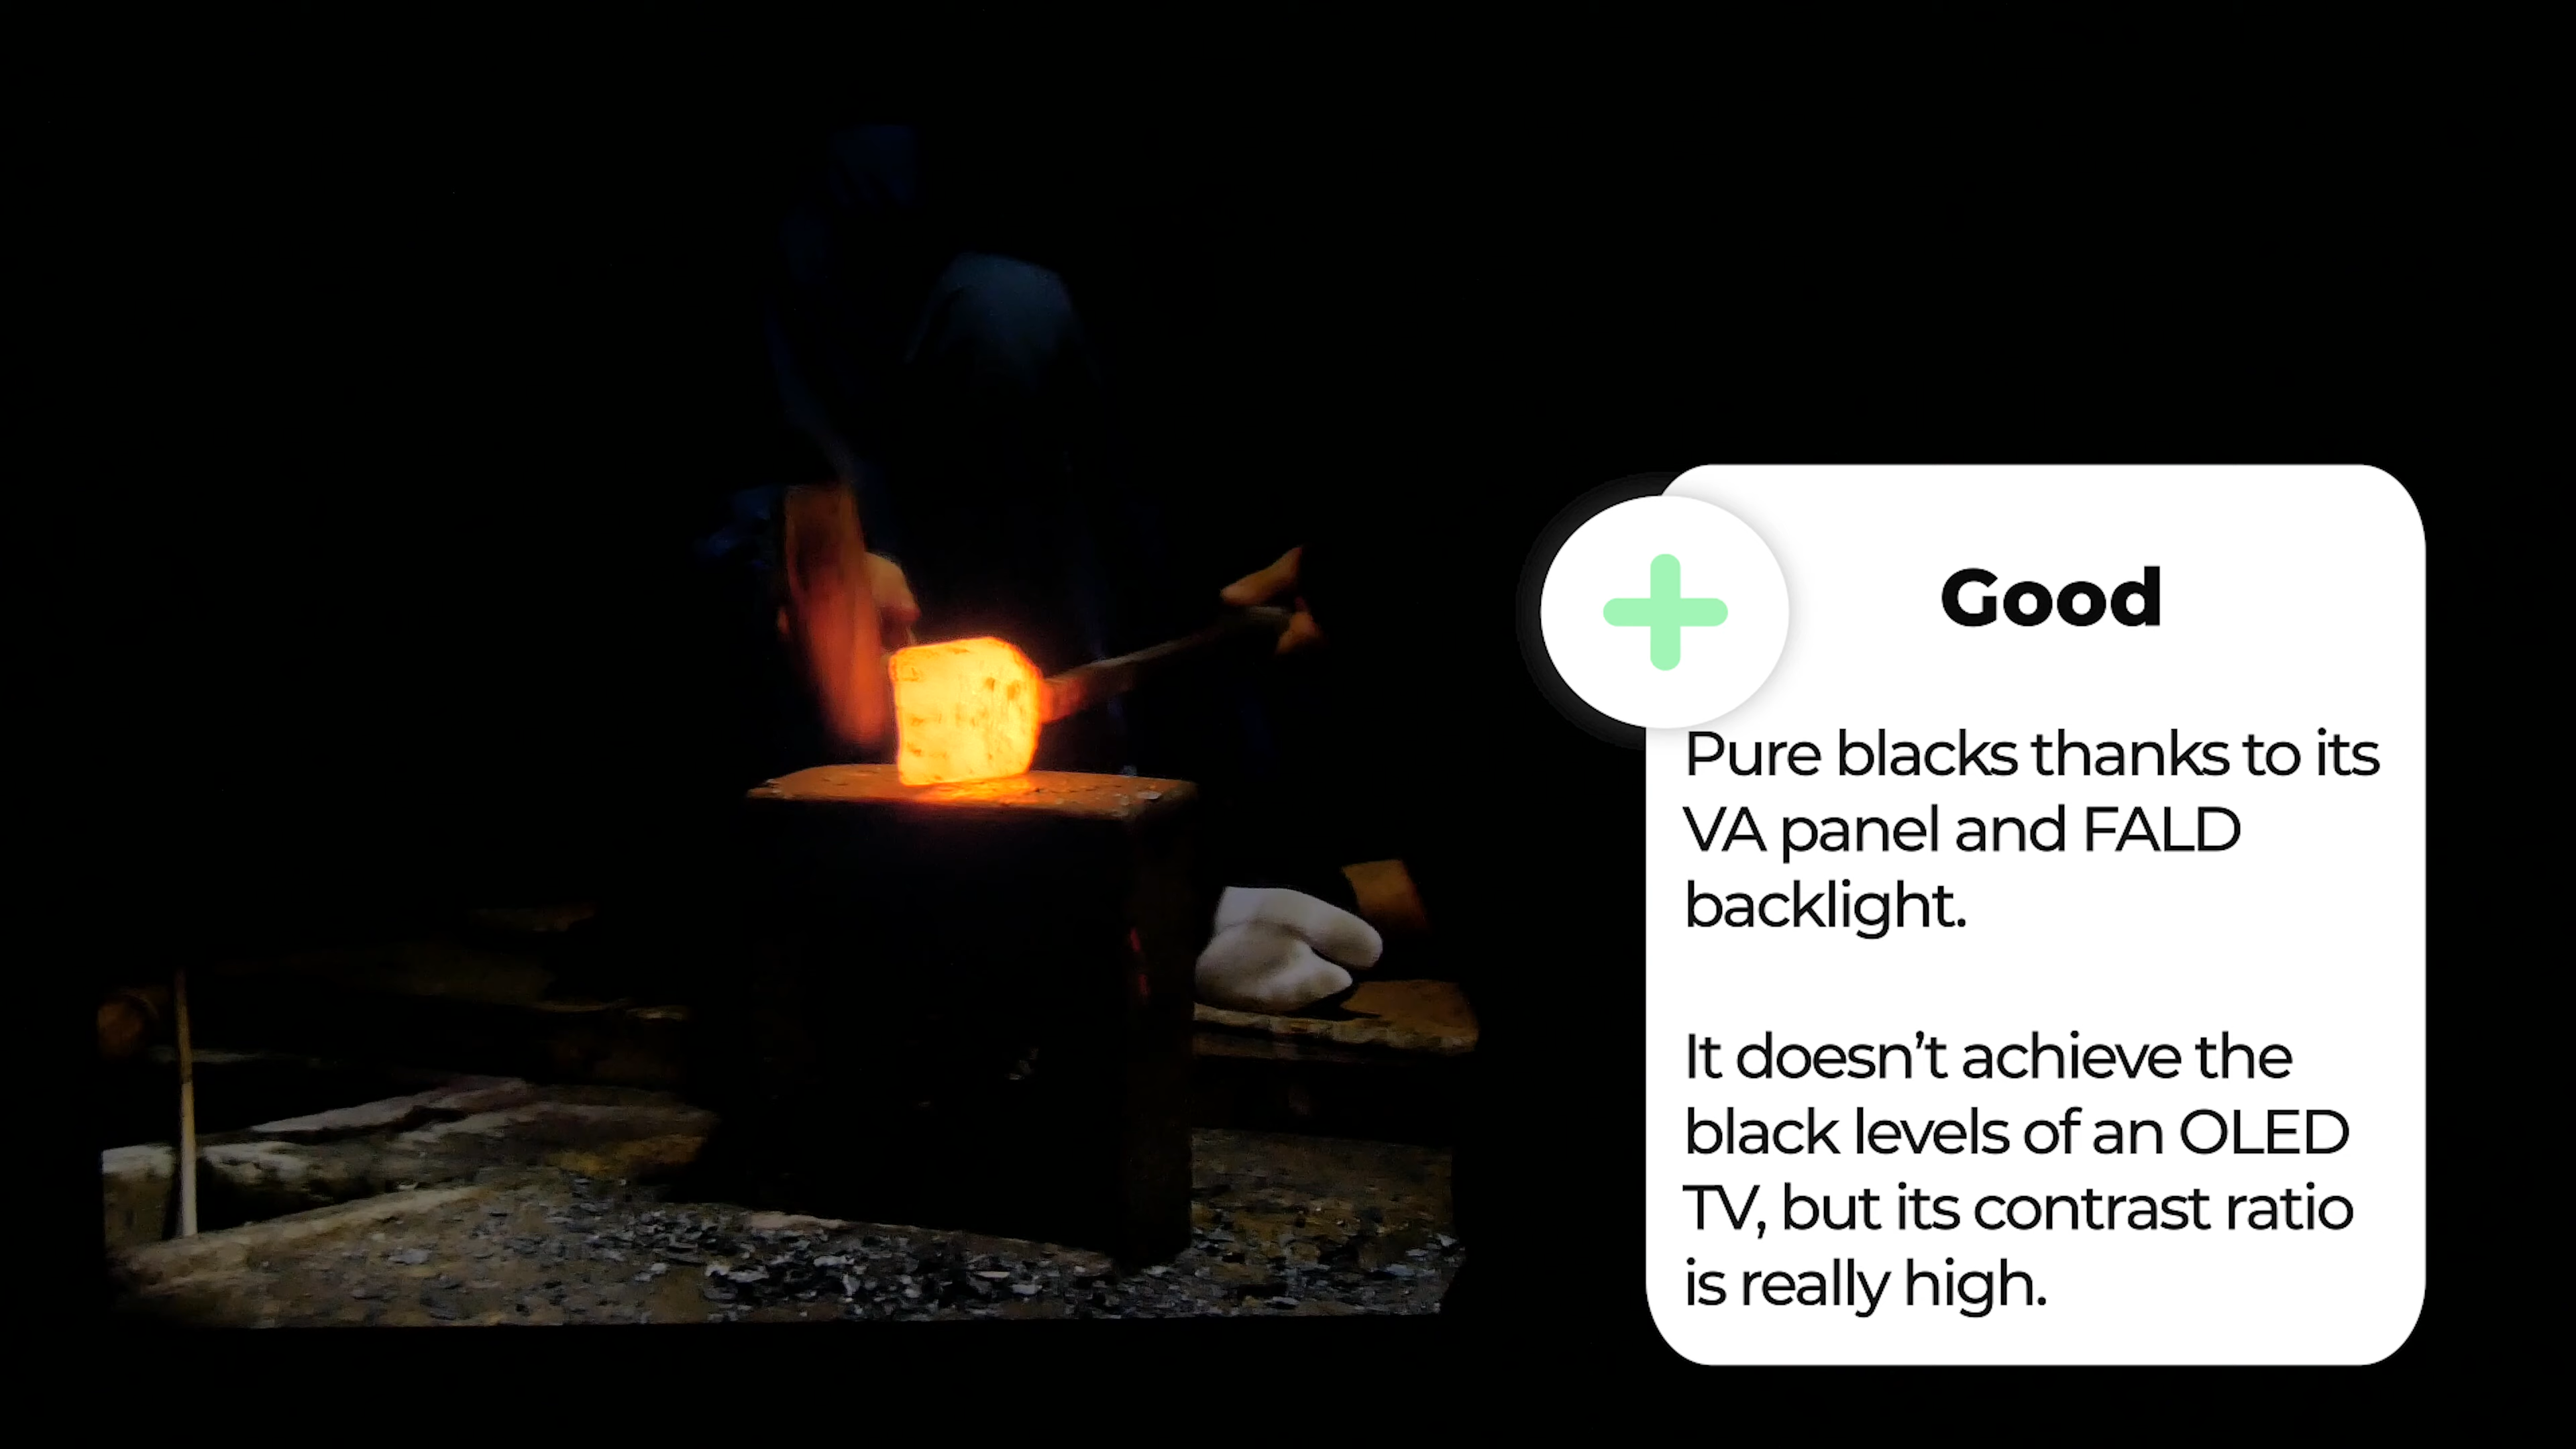 Good
Pure blacks thanks to its
VA panel and FALD
backlight.
It doesn’t achieve the
black levels of an OLED
TV, but its contrast ratio
is really high.